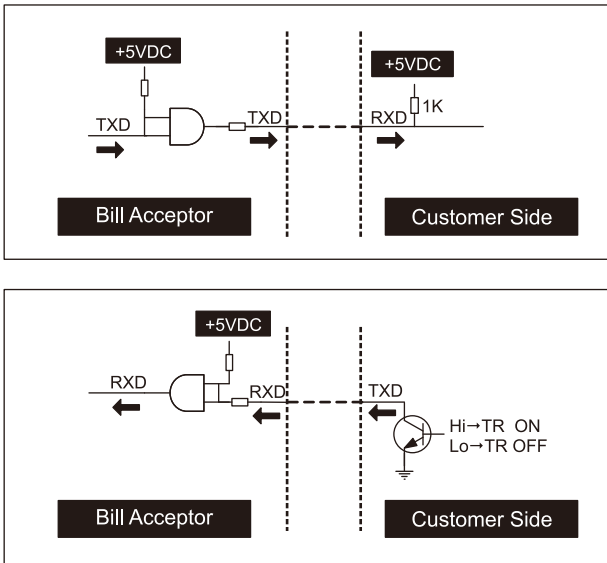 +5VDC
+5VDC
TXD
TXD
RXD
1K
Bill Acceptor
Customer Side
+5VDC
RXD
RXD
TXD
Hi→TR ON
Lo→TR OFF
Bill Acceptor
Customer Side